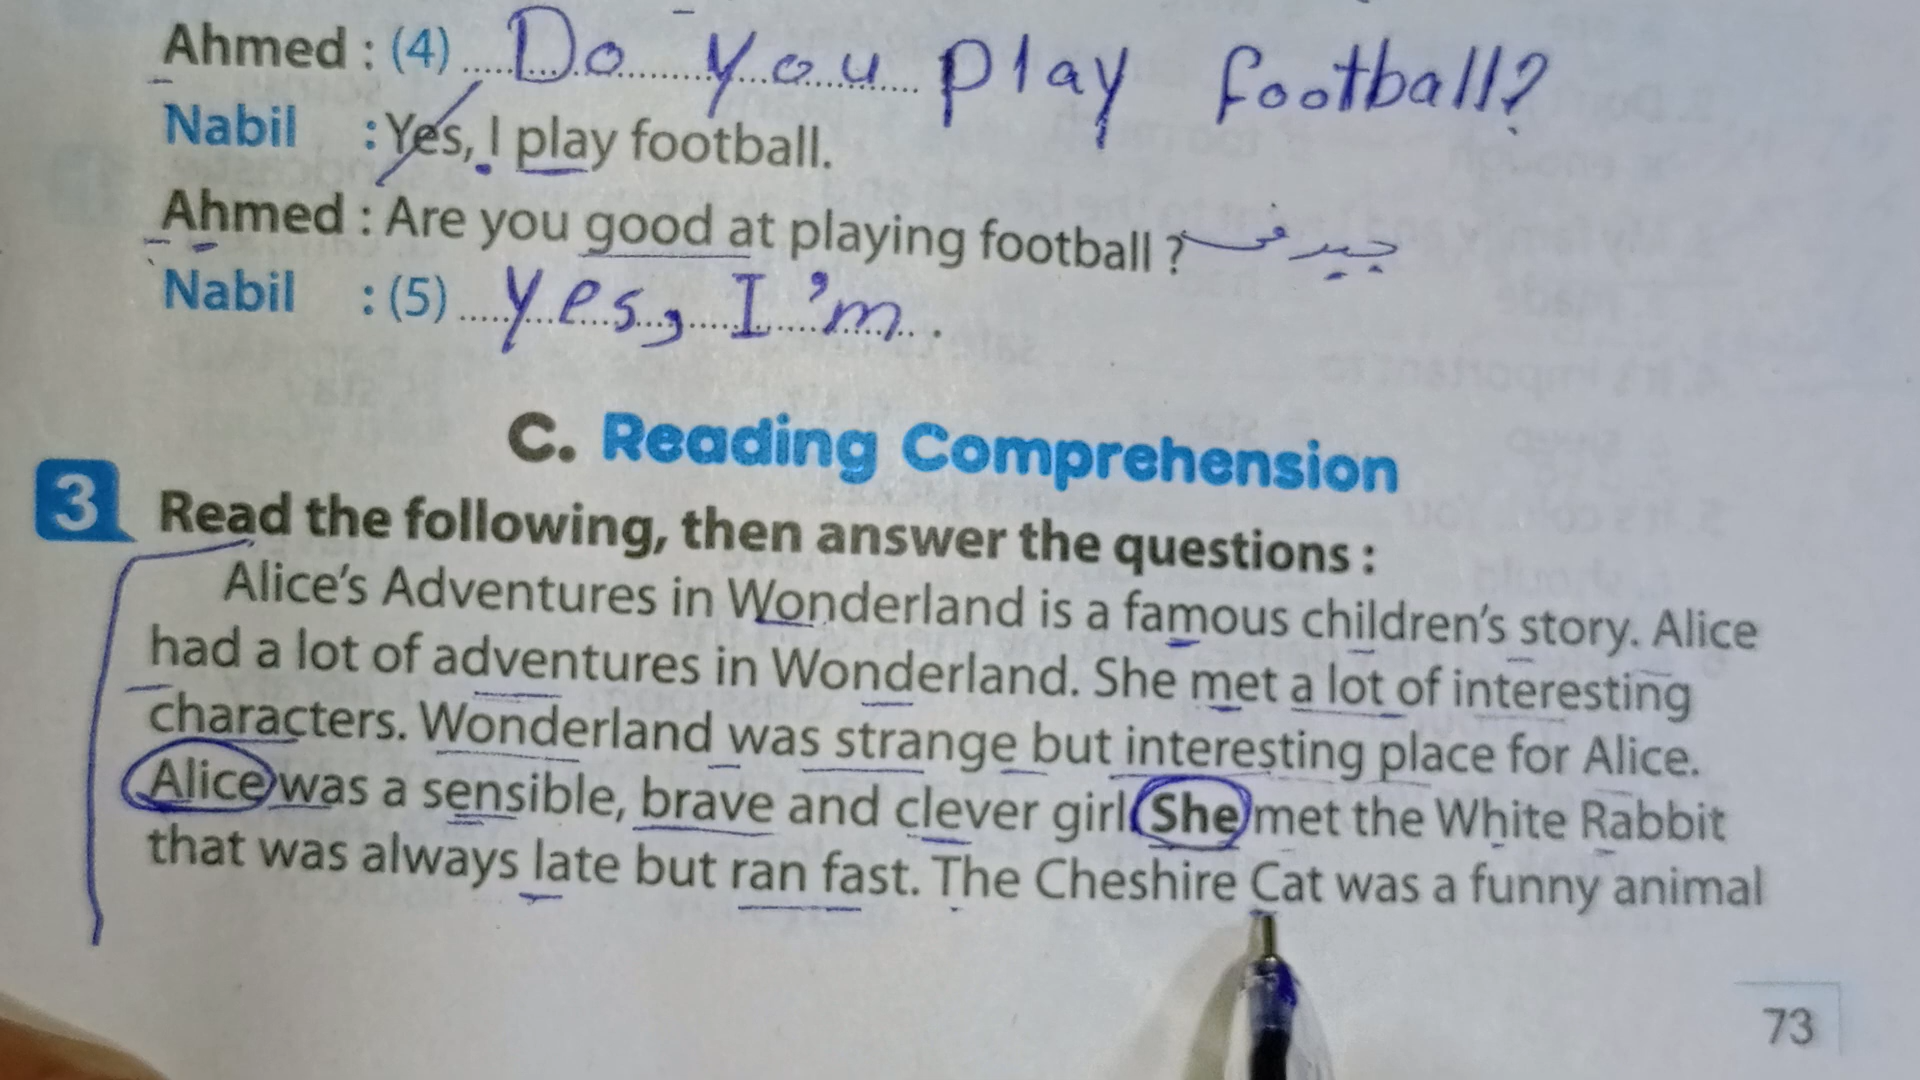 Ahmed : (4) Do you play football?
Nabil : Yes, I play football.
Ahmed : Are you good at playing football ? جيد في
Nabil : (5) Yes, I'm.
C. Reading Comprehension
3 Read the following, then answer the questions :
Alice's Adventures in Wonderland is a famous children's story. Alice
had a lot of adventures in Wonderland. She met a lot of interesting
characters. Wonderland was strange but interesting place for Alice.
Alice was a sensible, brave and clever girl. She met the White Rabbit
that was always late but ran fast. The Cheshire Cat was a funny animal
73